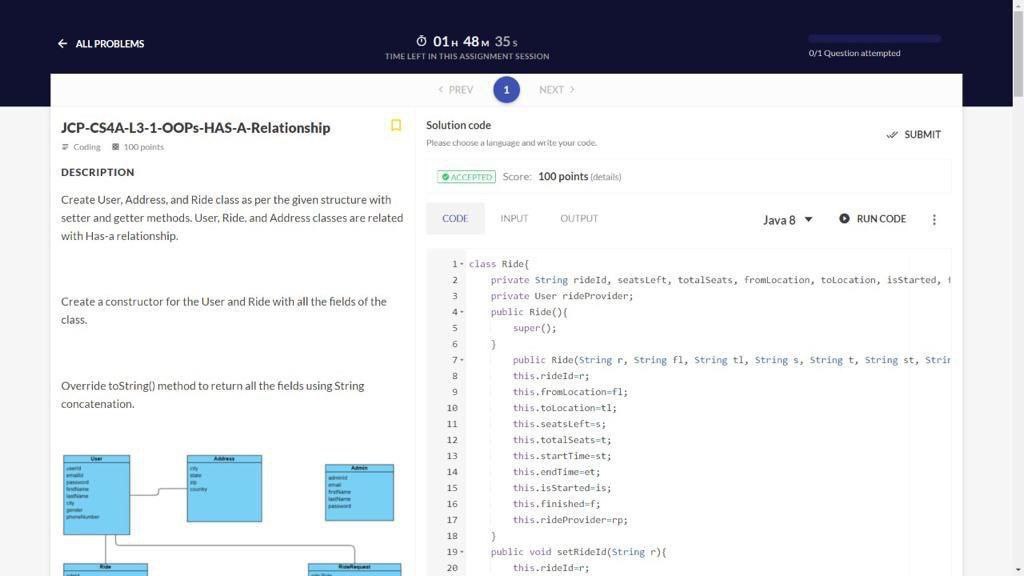 ALL PROBLEMS
01H 48M 35S
TIME LEFT IN THIS ASSIGNMENT SESSION
0/1 Question attempted
PREV
1
NEXT
JCP-CS4A-L3-1-OOPs-HAS-A-Relationship
Coding 100 points
DESCRIPTION
Create User, Address, and Ride class as per the given structure with
setter and getter methods. User, Ride, and Address classes are related
with Has-a relationship.
Create a constructor for the User and Ride with all the fields of the
class.
Override toString() method to return all the fields using String
concatenation.
User
userId
emailId
password
firstName
lastName
city
gender
phoneNumber
Address
city
state
zip
country
Admin
adminId
email
firstName
lastName
password
Ride
RideRequest
Solution code
Please choose a language and write your code.
SUBMIT
ACCEPTED Score: 100 points (details)
CODE INPUT OUTPUT
Java 8
RUN CODE
1 class Ride{
2 private String rideId, seatsLeft, totalSeats, fromLocation, toLocation, isStarted,
3 private User rideProvider;
4 public Ride(){
5 super();
6 }
7 public Ride(String r, String fl, String tl, String s, String t, String st, Strin
8 this.rideId=r;
9 this.fromLocation=fl;
10 this.toLocation=tl;
11 this.seatsLeft=s;
12 this.totalSeats=t;
13 this.startTime=st;
14 this.endTime=et;
15 this.isStarted=is;
16 this.finished=f;
17 this.rideProvider=rp;
18 }
19 public void setRideId(String r){
20 this.rideId=r;